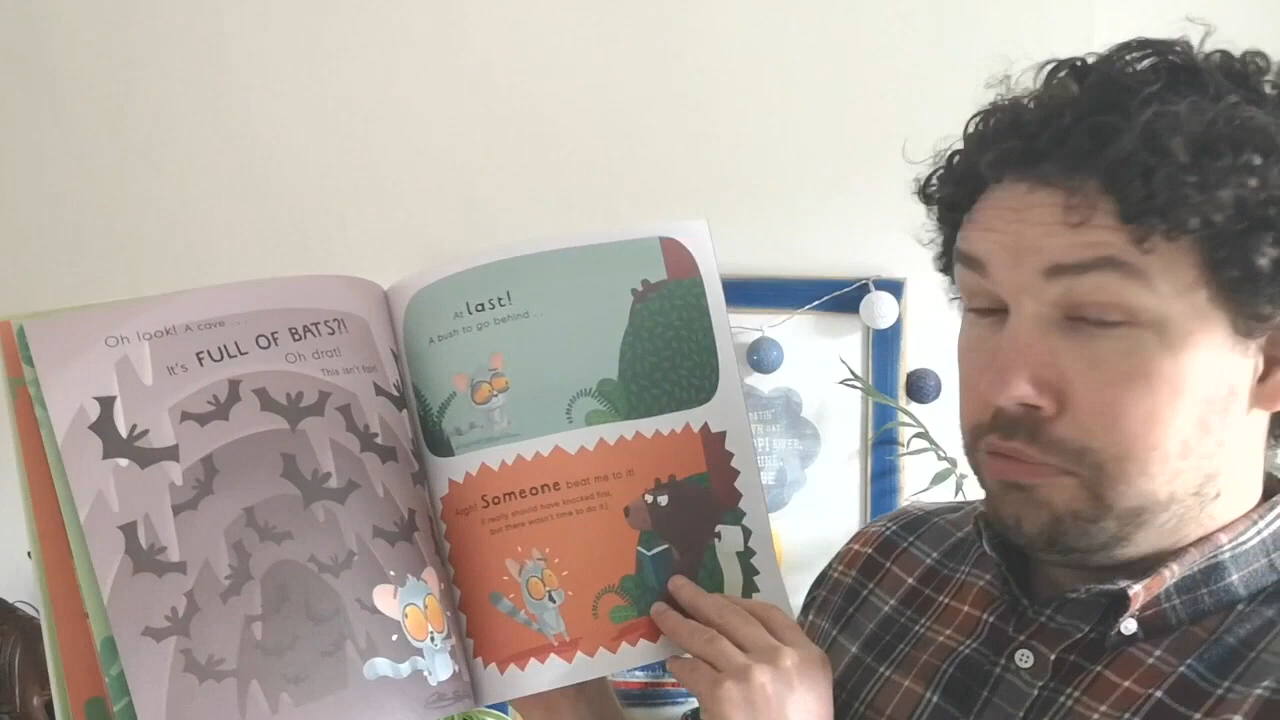 Oh look! A cave . . .
It's FULL OF BATS?!
Oh drat!
This isn't fair!
At last!
A bush to go behind . . .
Argh! Someone beat me to it!
(I really should have knocked first,
but there wasn't time to do it.)